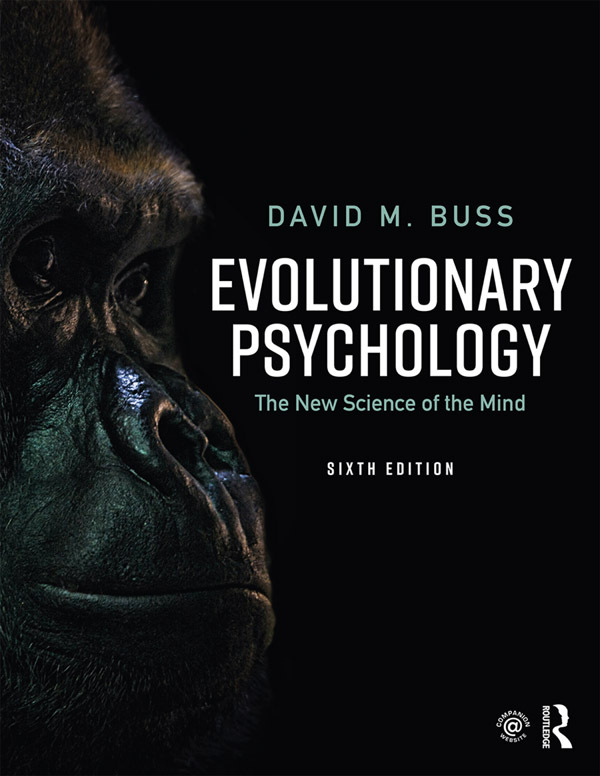 DAVID M. BUSS
EVOLUTIONARY
PSYCHOLOGY
The New Science of the Mind
SIXTH EDITION
COMPANION
@
WEBSITE
ROUTLEDGE